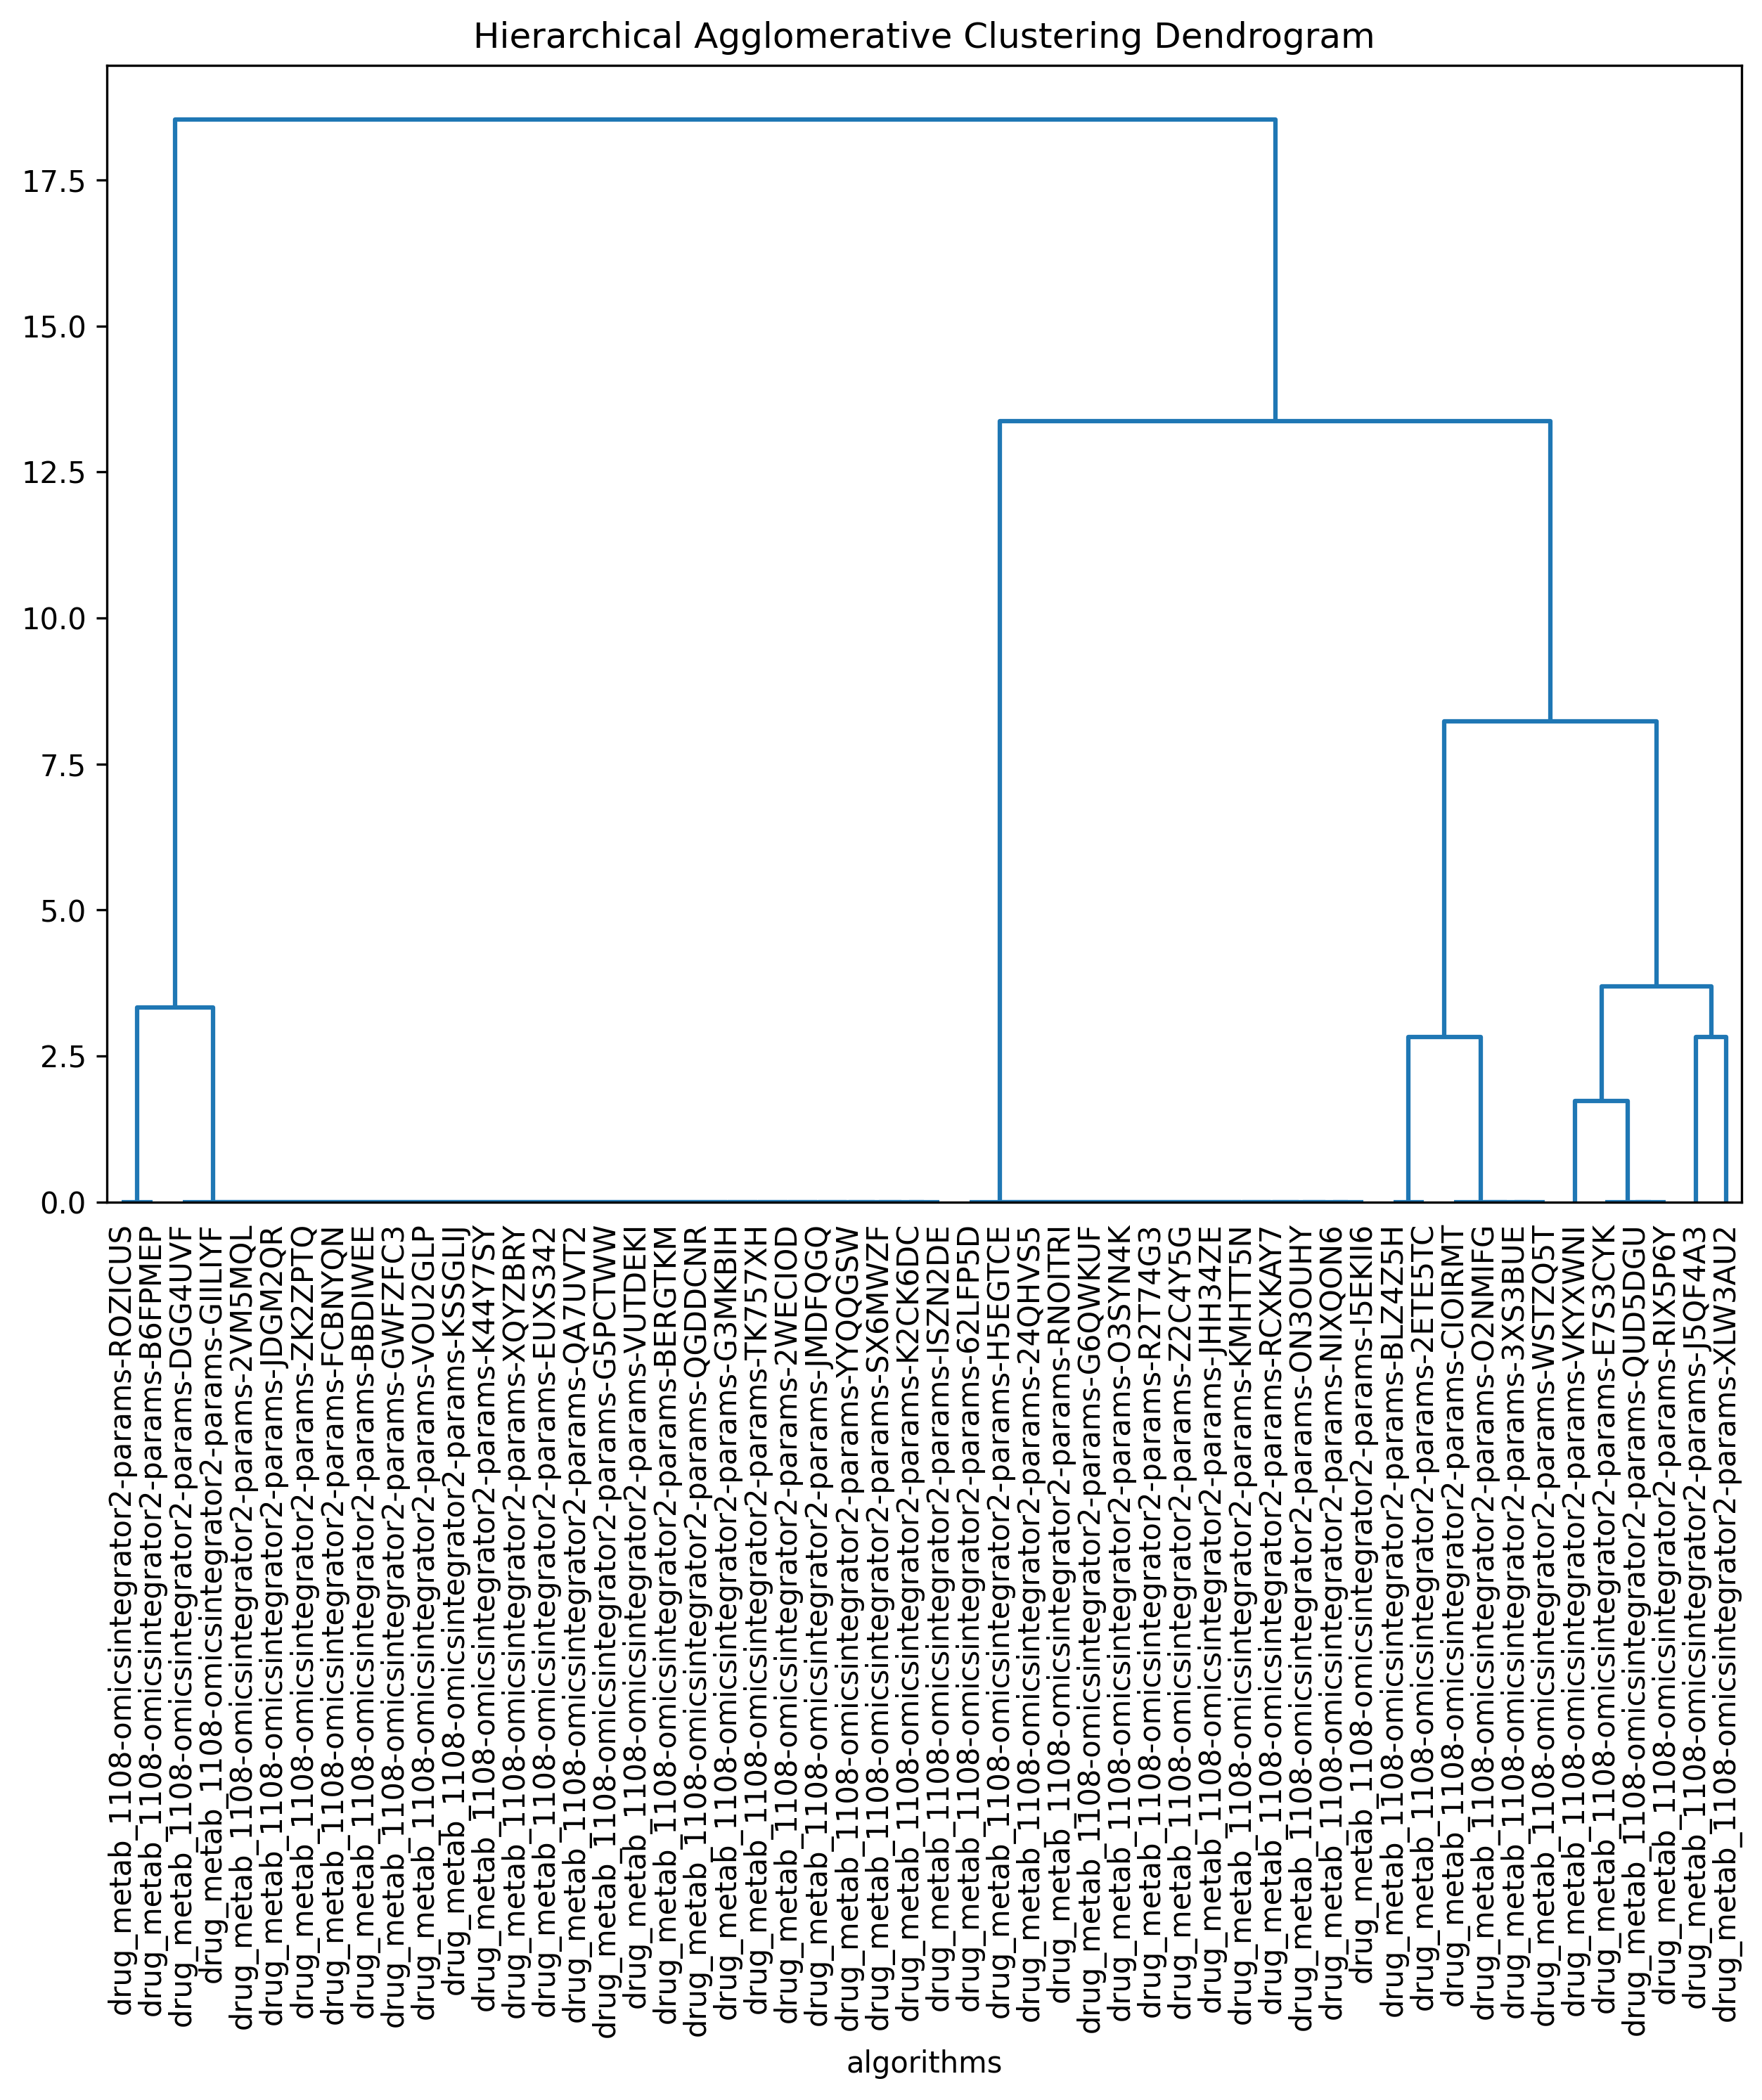 Hierarchical Agglomerative Clustering Dendrogram
17.5
15.0
12.5
10.0
7.5
5.0
2.5
0.0
drug_metab_1108-omicsintegrator2-params-ROZICUS
drug_metab_1108-omicsintegrator2-params-B6FPMEP
drug_metab_1108-omicsintegrator2-params-DGG4UVF
drug_metab_1108-omicsintegrator2-params-GIILIYF
drug_metab_1108-omicsintegrator2-params-2VM5MQL
drug_metab_1108-omicsintegrator2-params-JDGM2QR
drug_metab_1108-omicsintegrator2-params-ZK2ZPTQ
drug_metab_1108-omicsintegrator2-params-FCBNYQN
drug_metab_1108-omicsintegrator2-params-BBDIWEE
drug_metab_1108-omicsintegrator2-params-GWFZFC3
drug_metab_1108-omicsintegrator2-params-VOU2GLP
drug_metab_1108-omicsintegrator2-params-KSSGLIJ
drug_metab_1108-omicsintegrator2-params-K44Y7SY
drug_metab_1108-omicsintegrator2-params-XQYZBRY
drug_metab_1108-omicsintegrator2-params-EUXS342
drug_metab_1108-omicsintegrator2-params-QA7UVT2
drug_metab_1108-omicsintegrator2-params-G5PCTWW
drug_metab_1108-omicsintegrator2-params-VUTDEKI
drug_metab_1108-omicsintegrator2-params-BERGTKM
drug_metab_1108-omicsintegrator2-params-QGDDCNR
drug_metab_1108-omicsintegrator2-params-G3MKBIH
drug_metab_1108-omicsintegrator2-params-TK757XH
drug_metab_1108-omicsintegrator2-params-2WECIOD
drug_metab_1108-omicsintegrator2-params-JMDFQGQ
drug_metab_1108-omicsintegrator2-params-YYQQGSW
drug_metab_1108-omicsintegrator2-params-SX6MWZF
drug_metab_1108-omicsintegrator2-params-K2CK6DC
drug_metab_1108-omicsintegrator2-params-ISZN2DE
drug_metab_1108-omicsintegrator2-params-62LFP5D
drug_metab_1108-omicsintegrator2-params-H5EGTCE
drug_metab_1108-omicsintegrator2-params-24QHVS5
drug_metab_1108-omicsintegrator2-params-RNOITRI
drug_metab_1108-omicsintegrator2-params-G6QWKUF
drug_metab_1108-omicsintegrator2-params-O3SYN4K
drug_metab_1108-omicsintegrator2-params-R2T74G3
drug_metab_1108-omicsintegrator2-params-Z2C4Y5G
drug_metab_1108-omicsintegrator2-params-JHH34ZE
drug_metab_1108-omicsintegrator2-params-KMHTT5N
drug_metab_1108-omicsintegrator2-params-RCXKAY7
drug_metab_1108-omicsintegrator2-params-ON3OUHY
drug_metab_1108-omicsintegrator2-params-NIXQON6
drug_metab_1108-omicsintegrator2-params-I5EKII6
drug_metab_1108-omicsintegrator2-params-BLZ4Z5H
drug_metab_1108-omicsintegrator2-params-2ETE5TC
drug_metab_1108-omicsintegrator2-params-CIOIRMT
drug_metab_1108-omicsintegrator2-params-O2NMIFG
drug_metab_1108-omicsintegrator2-params-3XS3BUE
drug_metab_1108-omicsintegrator2-params-WSTZQ5T
drug_metab_1108-omicsintegrator2-params-VKYXWNI
drug_metab_1108-omicsintegrator2-params-E7S3CYK
drug_metab_1108-omicsintegrator2-params-QUD5DGU
drug_metab_1108-omicsintegrator2-params-RIX5P6Y
drug_metab_1108-omicsintegrator2-params-J5QF4A3
drug_metab_1108-omicsintegrator2-params-XLW3AU2
algorithms